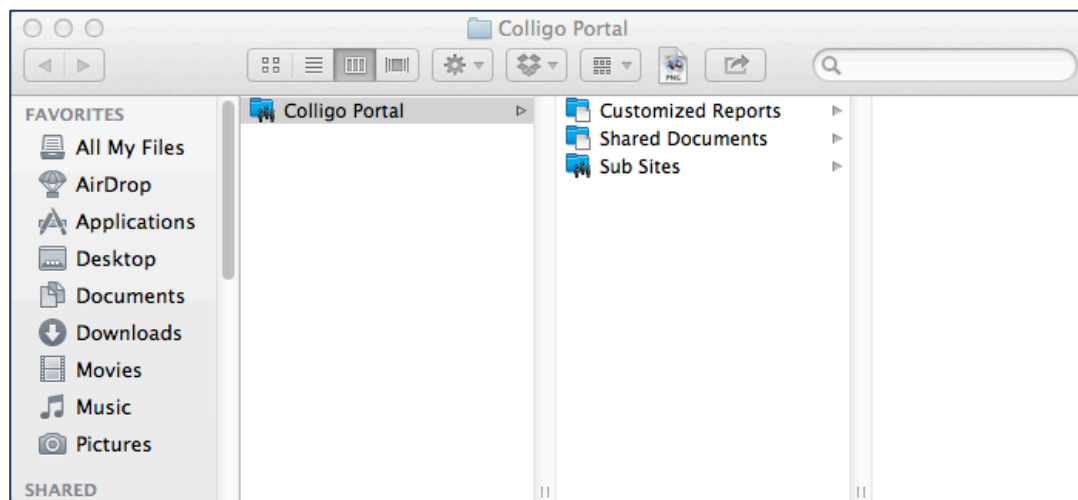 Colligo Portal
PNG
FAVORITES
All My Files
AirDrop
Applications
Desktop
Documents
Downloads
Movies
Music
Pictures
SHARED
Colligo Portal
Customized Reports
Shared Documents
Sub Sites